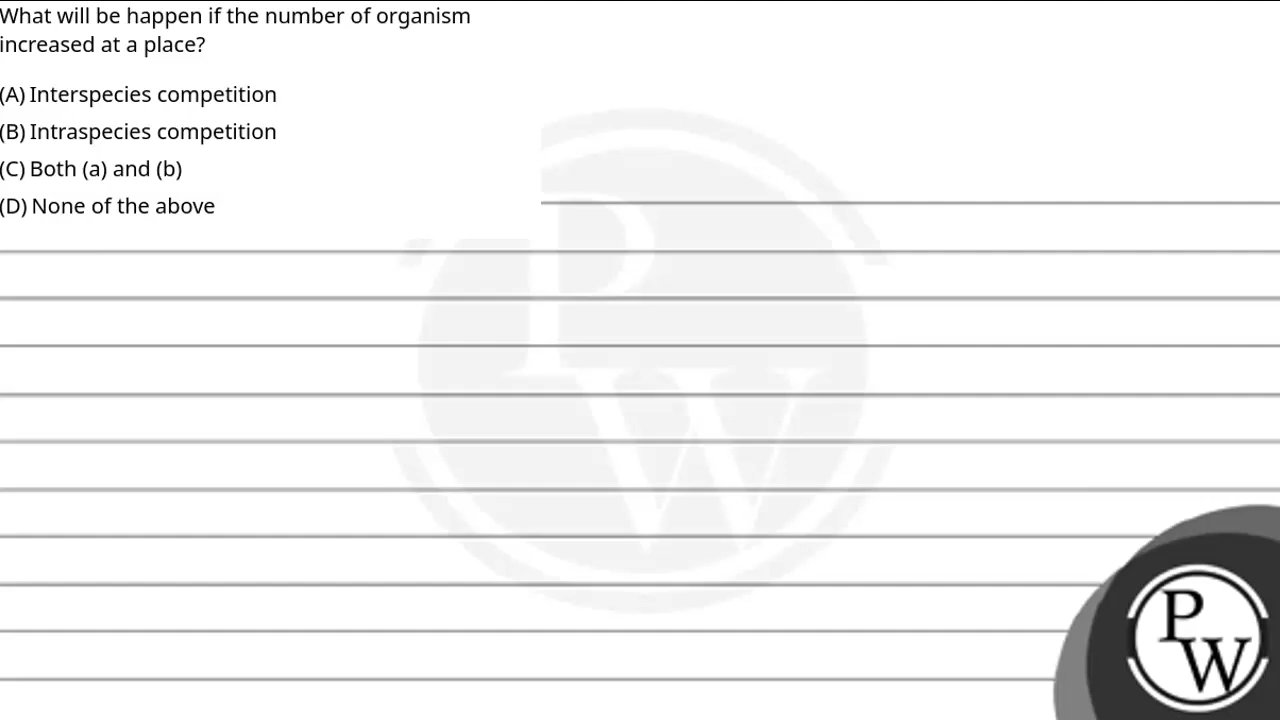 What will be happen if the number of organism
increased at a place?
(A) Interspecies competition
(B) Intraspecies competition
(C) Both (a) and (b)
(D) None of the above
PW
PW